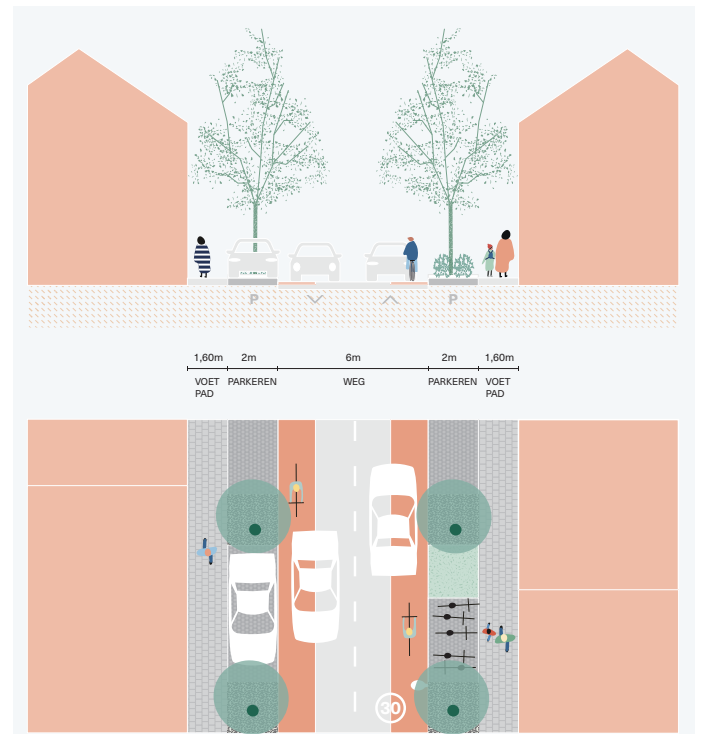 P P
1,60m 2m 6m 2m 1,60m
VOET PARKEREN WEG PARKEREN VOET
PAD PAD
30